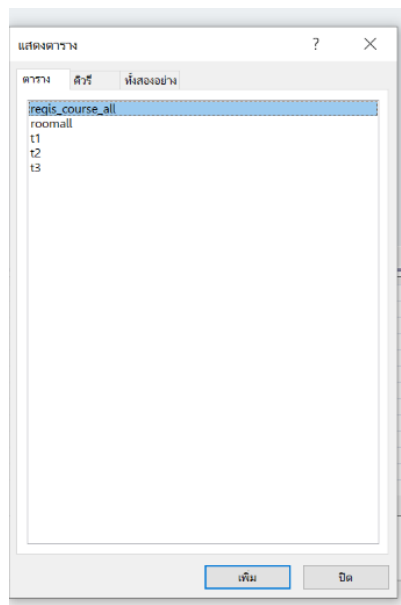 แสดงตาราง ?
ตาราง คิวรี ทั้งสองอย่าง
regis_course_all
roomall
t1
t2
t3
เพิ่ม ปิด